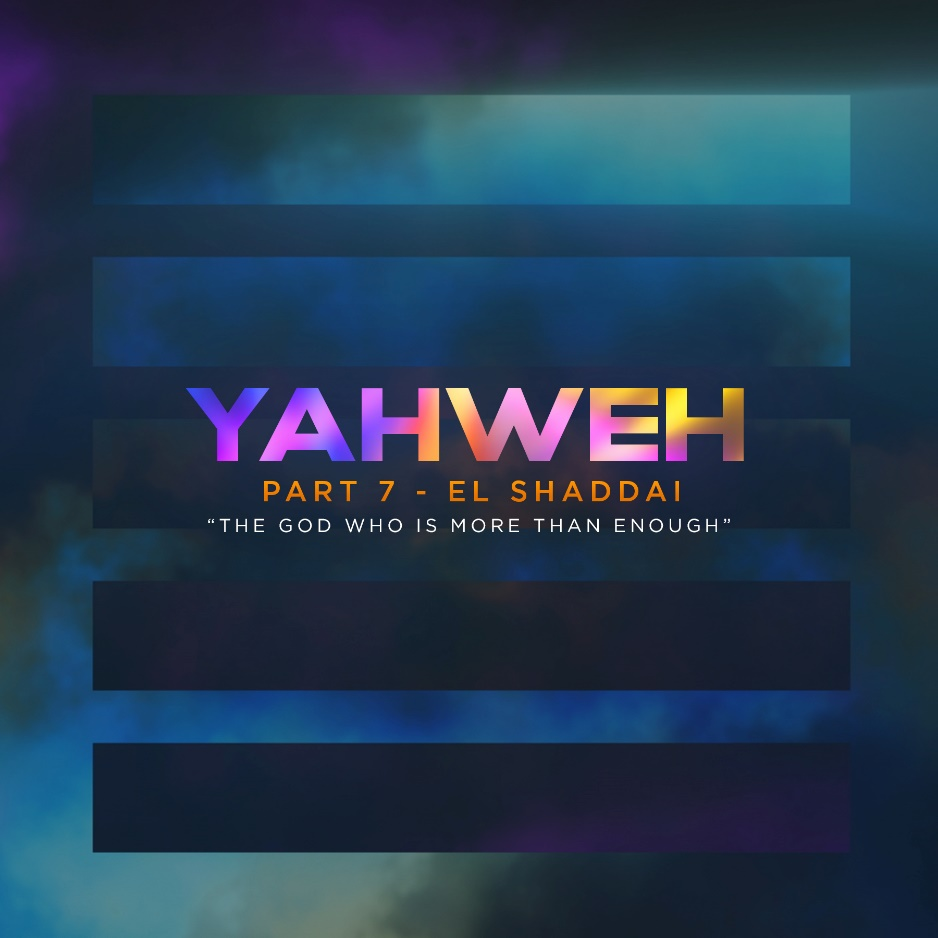 YAHWEH
PART 7 - EL SHADDAI
“THE GOD WHO IS MORE THAN ENOUGH”